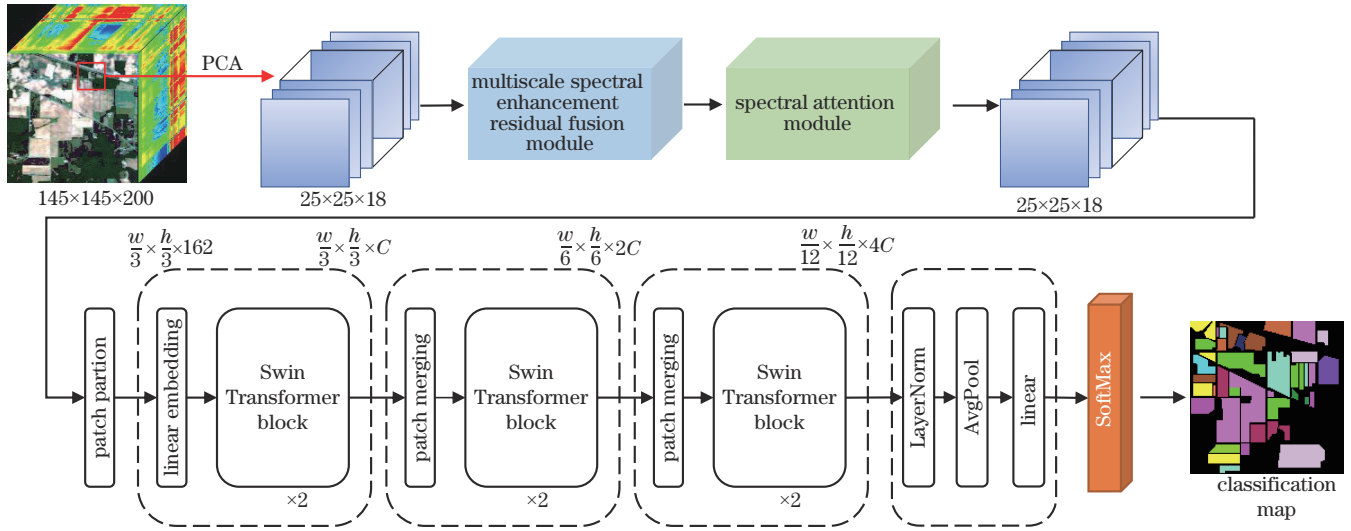 PCA
multiscale spectral
enhancement
residual fusion
module
spectral attention
module
145×145×200
25×25×18
25×25×18
w/3 × h/3 ×162
w/3 × h/3 ×C
w/6 × h/6 ×2C
w/12 × h/12 ×4C
patch partion
linear embedding
Swin
Transformer
block
×2
patch merging
Swin
Transformer
block
×2
patch merging
Swin
Transformer
block
×2
LayerNorm
AvgPool
linear
SoftMax
classification
map